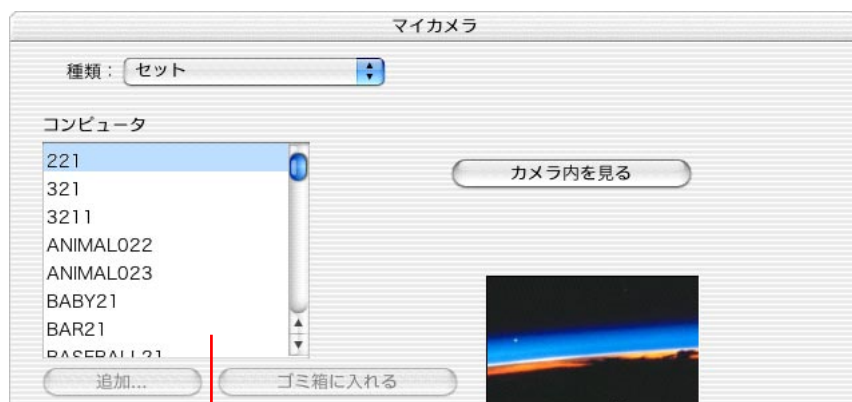 マイカメラ
種類： セット
コンピュータ
221
カメラ内を見る
321
3211
ANIMAL022
ANIMAL023
BABY21
BAR21
BASEBALL21
追加...
ゴミ箱に入れる